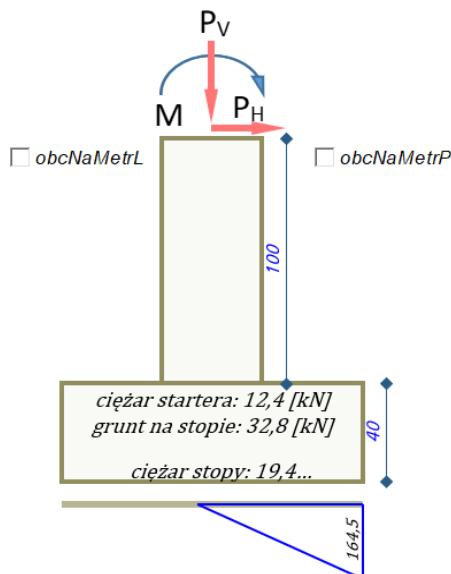 P_V
M P_H
obcNaMetrL obcNaMetrP
100
ciężar startera: 12,4 [kN]
grunt na stopie: 32,8 [kN]
40
ciężar stopy: 19,4...
164,5